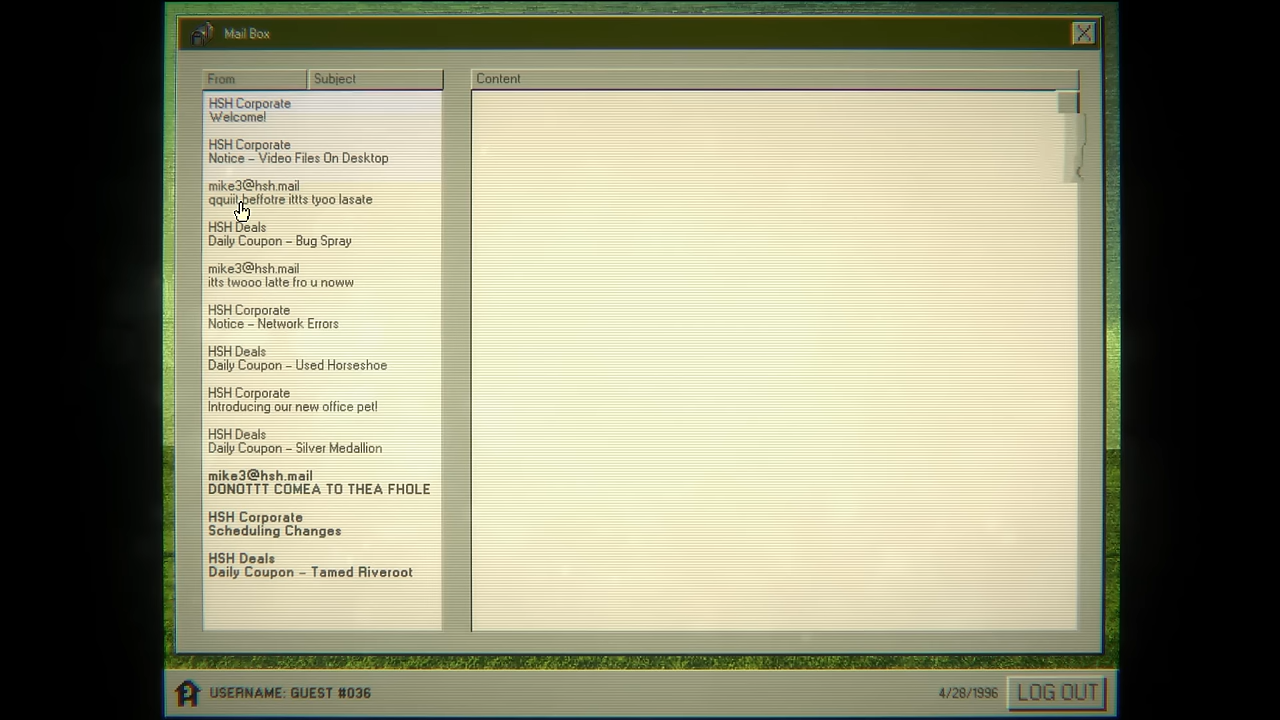 Mail Box
From
Subject
Content
HSH Corporate
Welcome!
HSH Corporate
Notice – Video Files On Desktop
mike3@hsh.mail
qquiit beffotre ittts tyoo lasate
HSH Deals
Daily Coupon – Bug Spray
mike3@hsh.mail
itts twooo latte fro u noww
HSH Corporate
Notice – Network Errors
HSH Deals
Daily Coupon – Used Horseshoe
HSH Corporate
Introducing our new office pet!
HSH Deals
Daily Coupon – Silver Medallion
mike3@hsh.mail
DONOTTT COMEA TO THEA FHOLE
HSH Corporate
Scheduling Changes
HSH Deals
Daily Coupon – Tamed Riveroot
USERNAME: GUEST #036
4/28/1996
LOG OUT